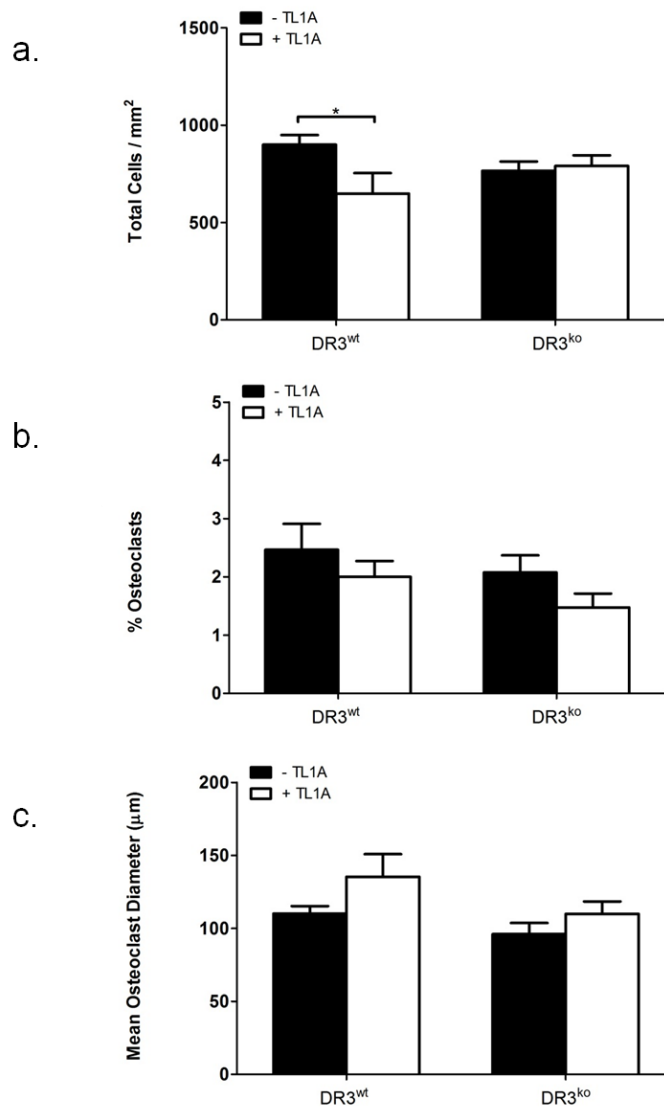 a.
- TL1A
+ TL1A
Total Cells / mm²
1500
1000
500
0
*
DR3ʷᵗ
DR3ᵏᵒ
b.
- TL1A
+ TL1A
% Osteoclasts
5
4
3
2
1
0
DR3ʷᵗ
DR3ᵏᵒ
c.
- TL1A
+ TL1A
Mean Osteoclast Diameter (μm)
200
150
100
50
0
DR3ʷᵗ
DR3ᵏᵒ